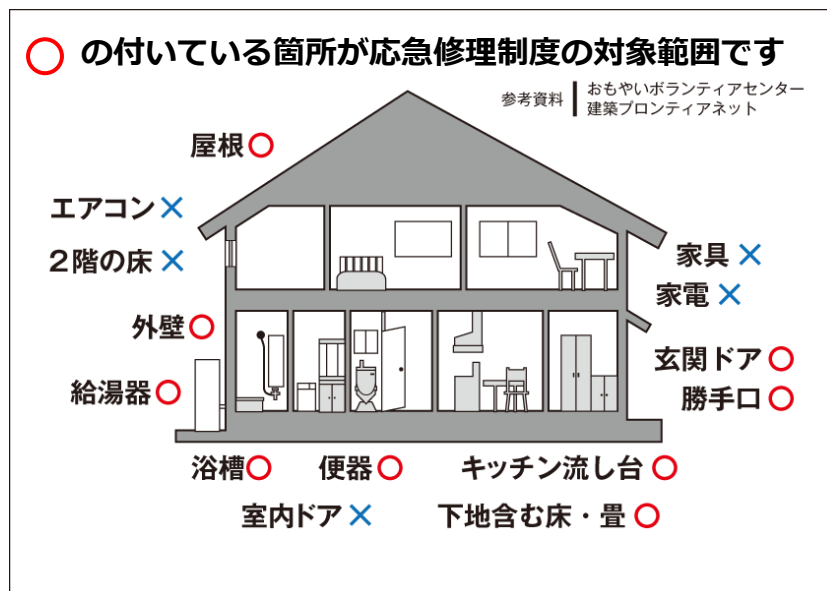 ○ の付いている箇所が応急修理制度の対象範囲です
参考資料 おもやいボランティアセンター
建築プロンティアネット
屋根○
エアコン×
2階の床×
家具×
家電×
外壁○
玄関ドア○
給湯器○
勝手口○
浴槽○ 便器○ キッチン流し台○
室内ドア× 下地含む床・畳○